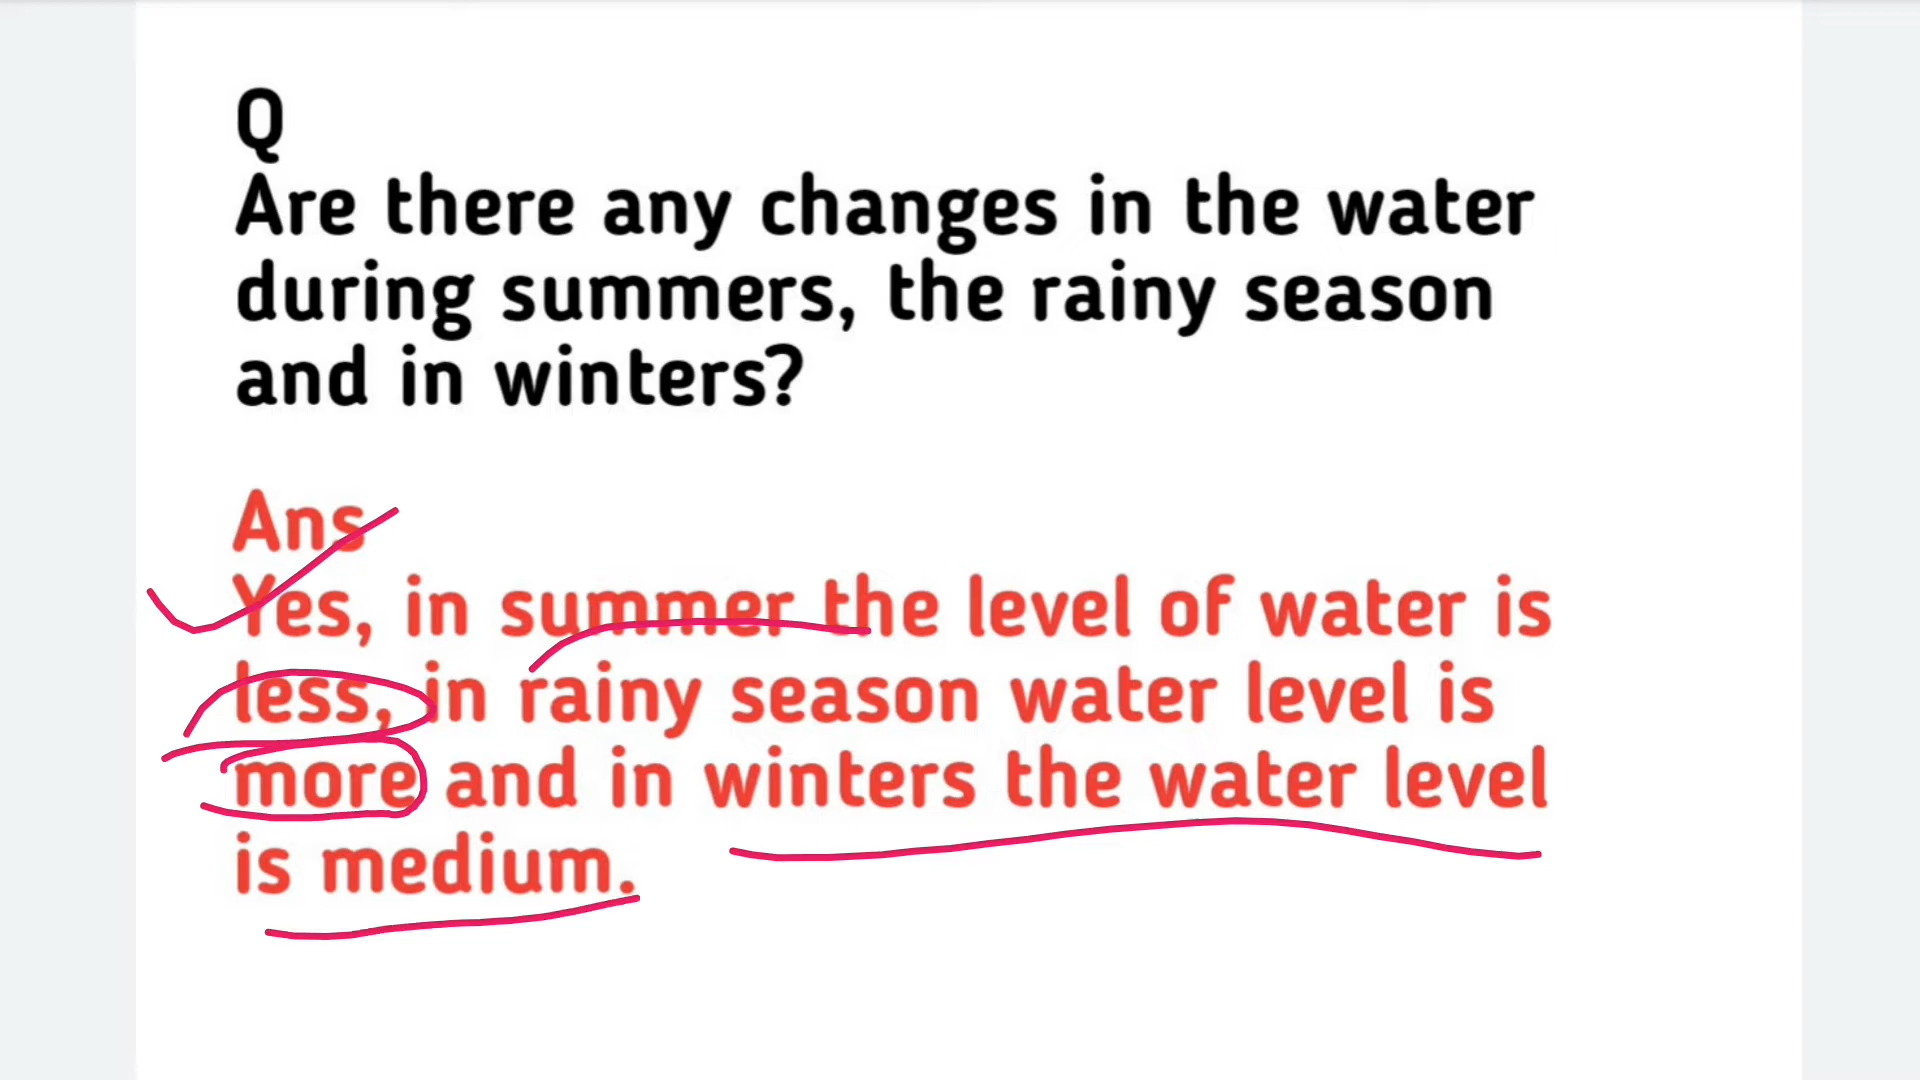 Q
Are there any changes in the water
during summers, the rainy season
and in winters?
Ans
Yes, in summer the level of water is
less, in rainy season water level is
more and in winters the water level
is medium.